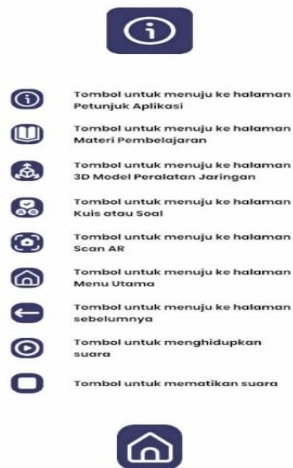 Tombol untuk menuju ke halaman
Petunjuk Aplikasi
Tombol untuk menuju ke halaman
Materi Pembelajaran
Tombol untuk menuju ke halaman
3D Model Peralatan Jaringan
Tombol untuk menuju ke halaman
Kuis atau Soal
Tombol untuk menuju ke halaman
Scan AR
Tombol untuk menuju ke halaman
Menu Utama
Tombol untuk menuju ke halaman
sebelumnya
Tombol untuk menghidupkan
suara
Tombol untuk mematikan suara